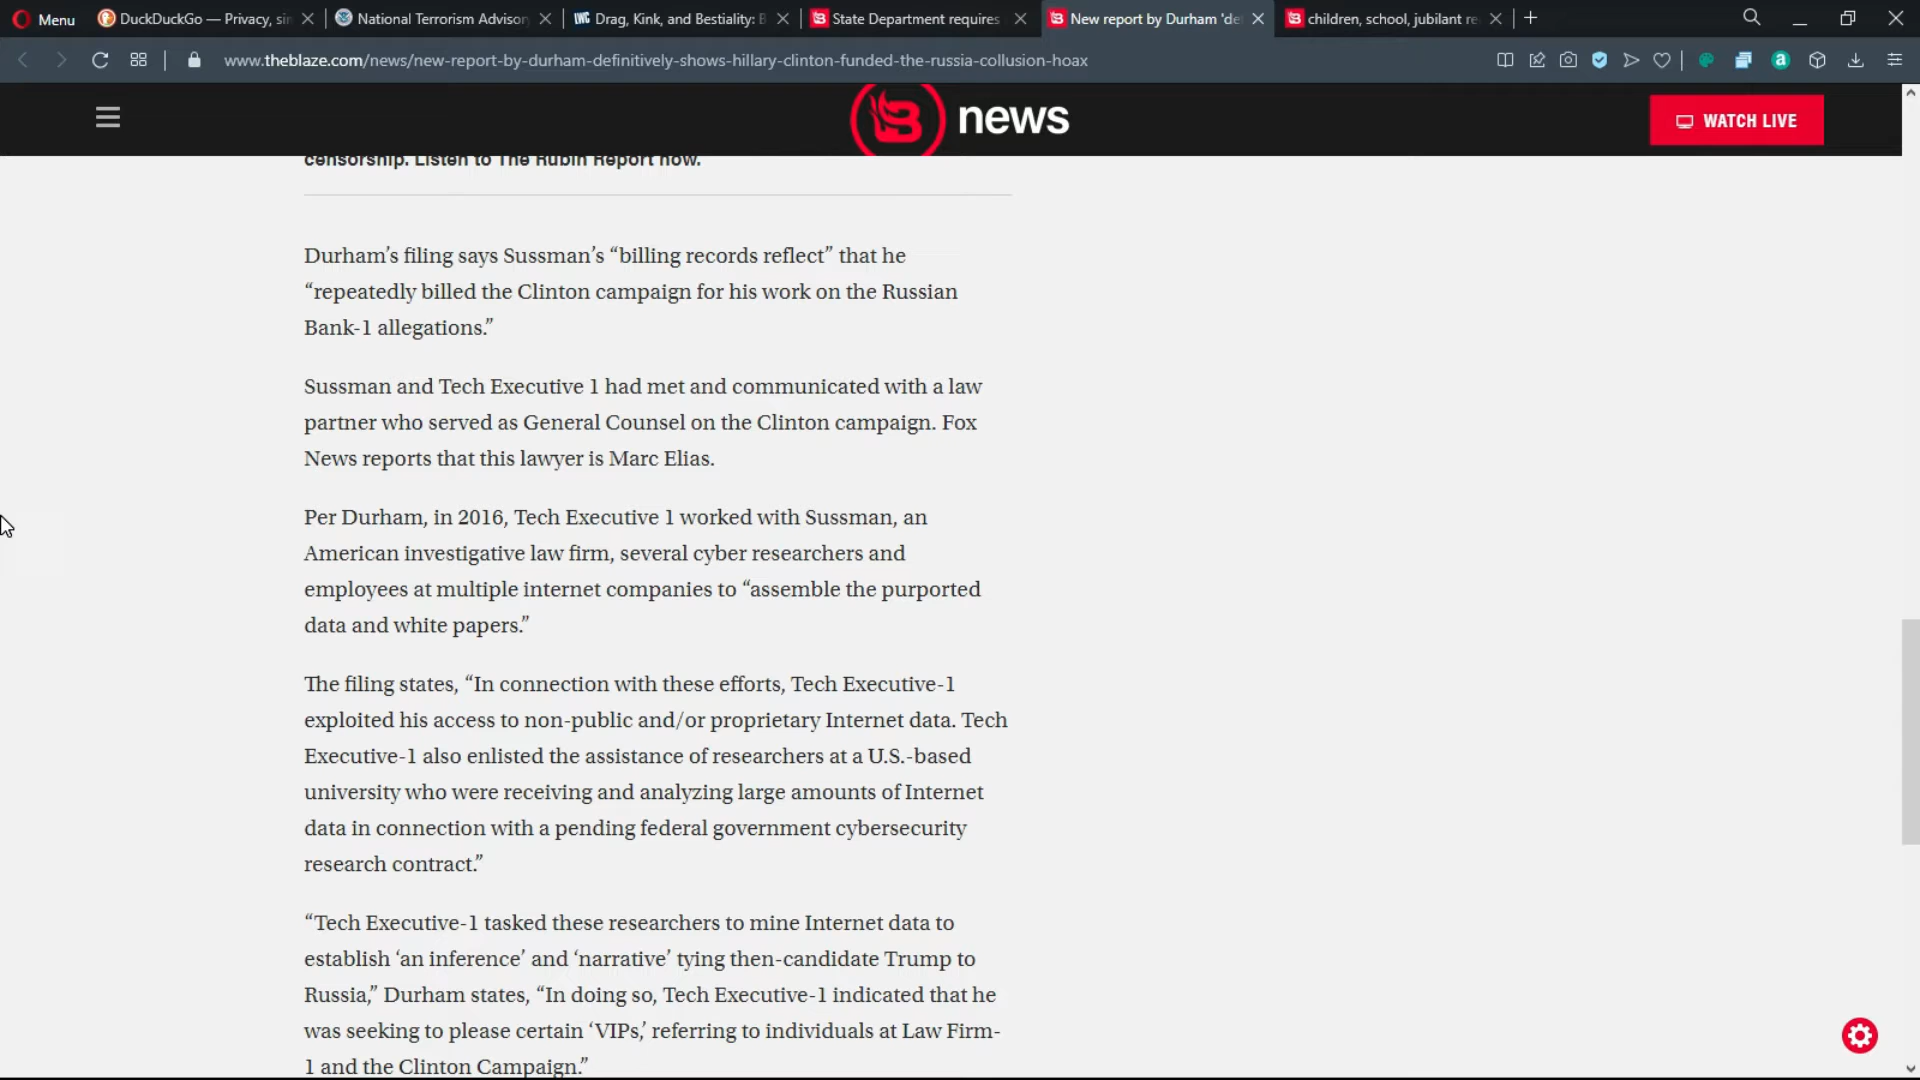 Menu
DuckDuckGo — Privacy, sin
National Terrorism Advisory
Drag, Kink, and Bestiality: B
State Department requires
New report by Durham 'de
children, school, jubilant re
www.theblaze.com/news/new-report-by-durham-definitively-shows-hillary-clinton-funded-the-russia-collusion-hoax
news
WATCH LIVE
censorship. Listen to The Rubin Report now.
Durham’s filing says Sussman’s “billing records reflect” that he
“repeatedly billed the Clinton campaign for his work on the Russian
Bank-1 allegations.”
Sussman and Tech Executive 1 had met and communicated with a law
partner who served as General Counsel on the Clinton campaign. Fox
News reports that this lawyer is Marc Elias.
Per Durham, in 2016, Tech Executive 1 worked with Sussman, an
American investigative law firm, several cyber researchers and
employees at multiple internet companies to “assemble the purported
data and white papers.”
The filing states, “In connection with these efforts, Tech Executive-1
exploited his access to non-public and/or proprietary Internet data. Tech
Executive-1 also enlisted the assistance of researchers at a U.S.-based
university who were receiving and analyzing large amounts of Internet
data in connection with a pending federal government cybersecurity
research contract.”
“Tech Executive-1 tasked these researchers to mine Internet data to
establish ‘an inference’ and ‘narrative’ tying then-candidate Trump to
Russia,” Durham states, “In doing so, Tech Executive-1 indicated that he
was seeking to please certain ‘VIPs,’ referring to individuals at Law Firm-
1 and the Clinton Campaign.”